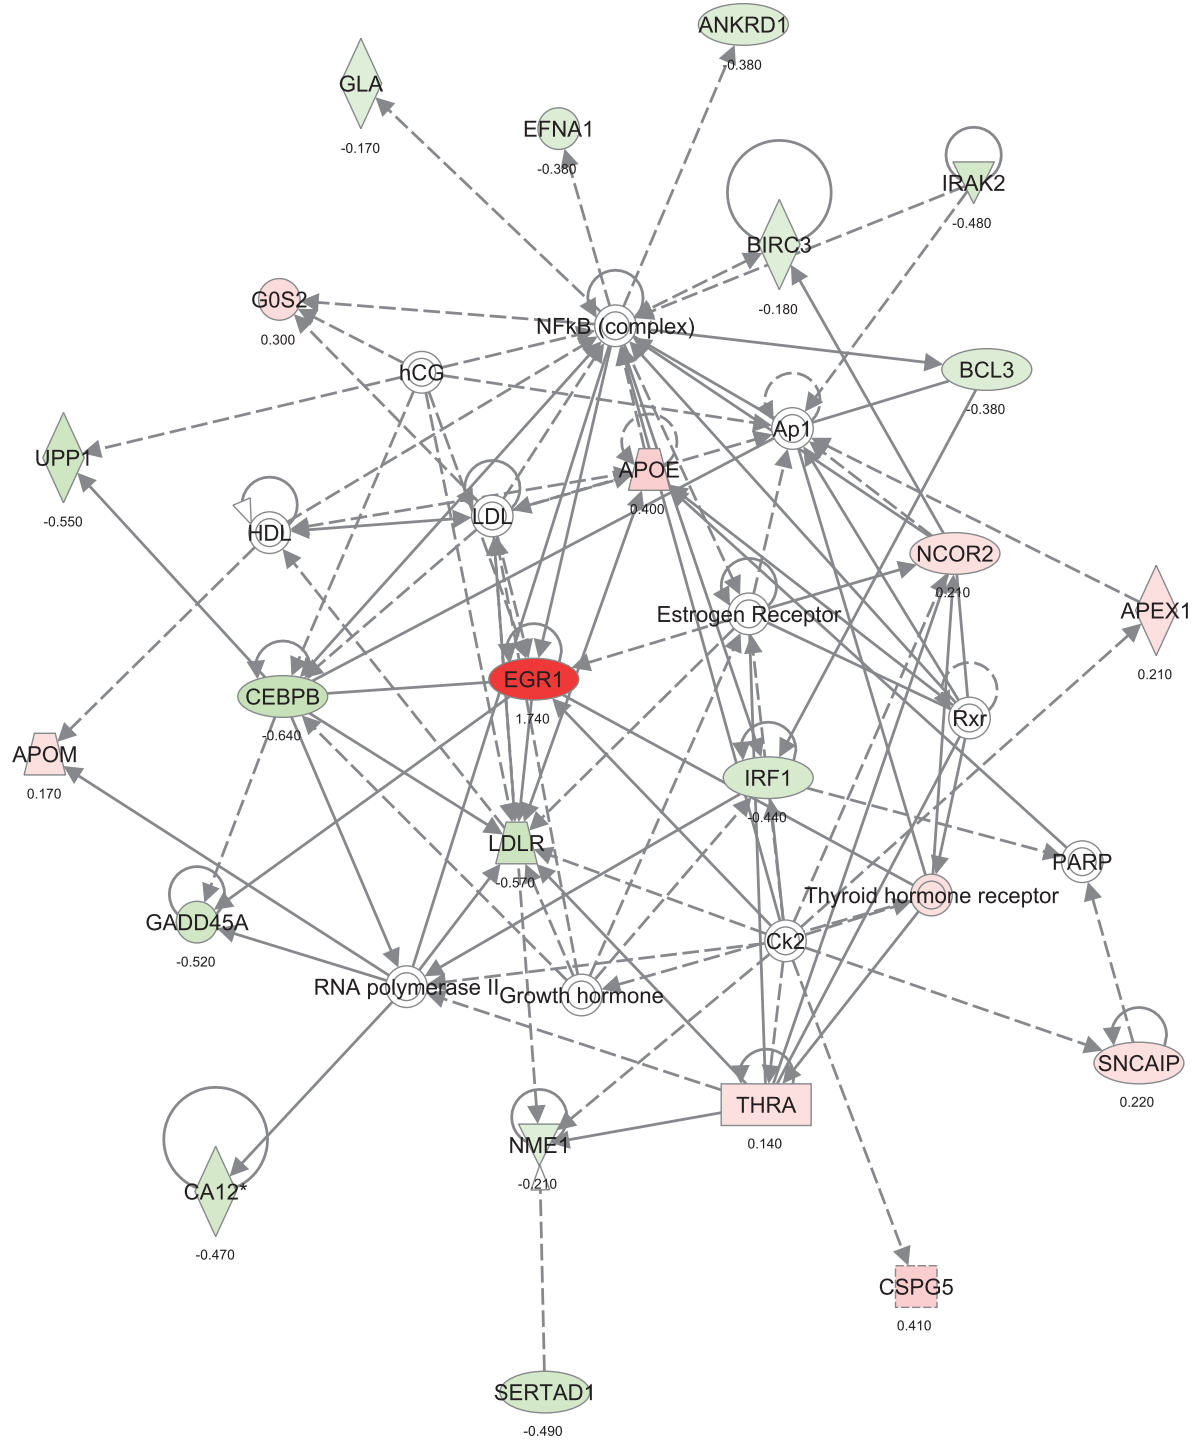 ANKRD1
-0.380
GLA
-0.170
EFNA1
-0.380
IRAK2
-0.480
BIRC3
-0.180
G0S2
0.300
NFkB (complex)
hCG
BCL3
-0.380
UPP1
-0.550
Ap1
APOE
0.400
LDL
HDL
NCOR2
0.210
APEX1
0.210
Estrogen Receptor
EGR1
1.740
CEBPB
-0.640
Rxr
APOM
0.170
IRF1
-0.440
LDLR
-0.570
PARP
Thyroid hormone receptor
GADD45A
-0.520
Ck2
RNA polymerase II
Growth hormone
SNCAIP
0.220
THRA
0.140
NME1
-0.210
CA12*
-0.470
CSPG5
0.410
SERTAD1
-0.490